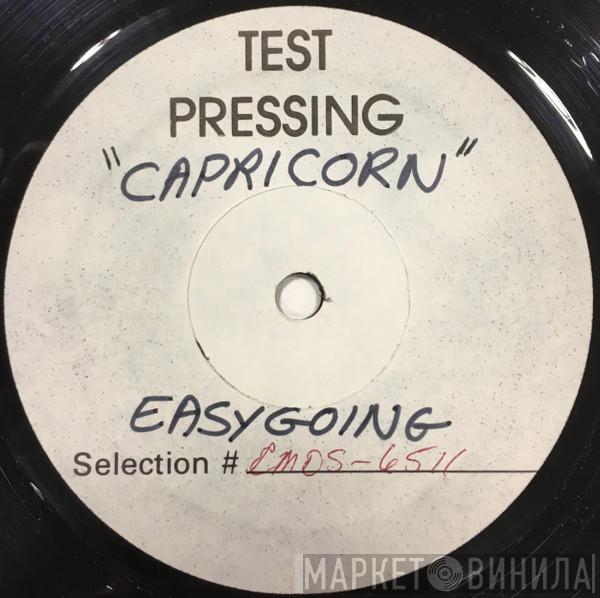 TEST
PRESSING
"CAPRICORN"
EASYGOING
Selection # EMDS-6511
МАРКЕТ ВИНИЛА